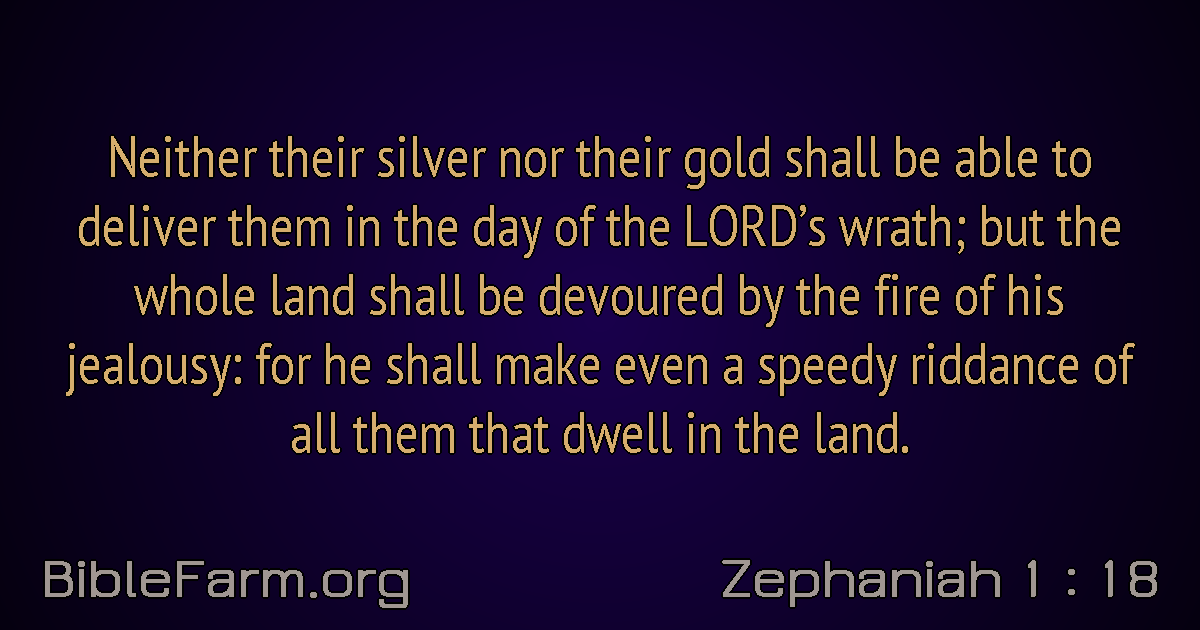 Neither their silver nor their gold shall be able to
deliver them in the day of the LORD’s wrath; but the
whole land shall be devoured by the fire of his
jealousy: for he shall make even a speedy riddance of
all them that dwell in the land.
BibleFarm.org
Zephaniah 1 : 18